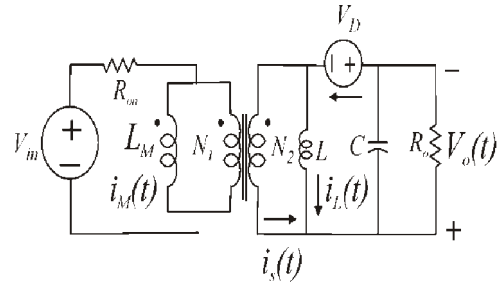 V_D
R_on
V_in
L_M
N_1
N_2
L
C
R_o
V_o(t)
i_M(t)
i_L(t)
i_s(t)